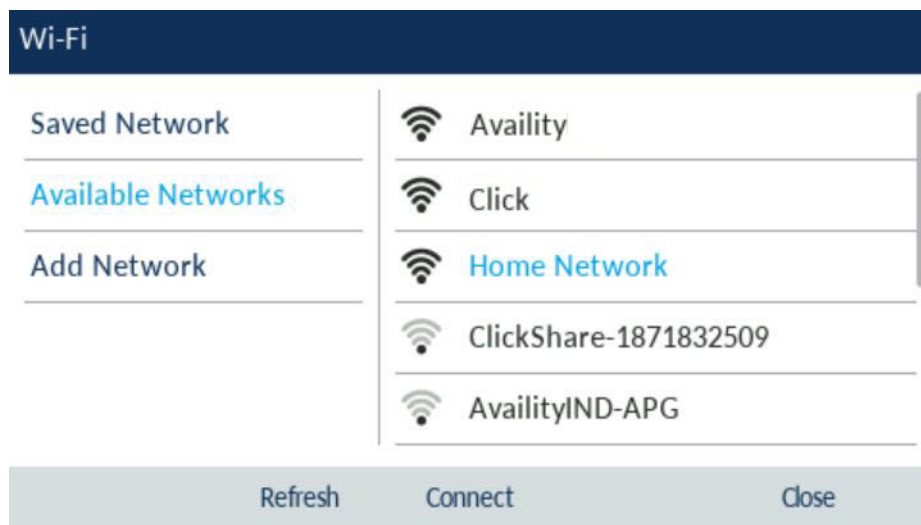 Wi-Fi
Saved Network
Available Networks
Add Network
Availity
Click
Home Network
ClickShare-1871832509
AvailityIND-APG
Refresh
Connect
Close